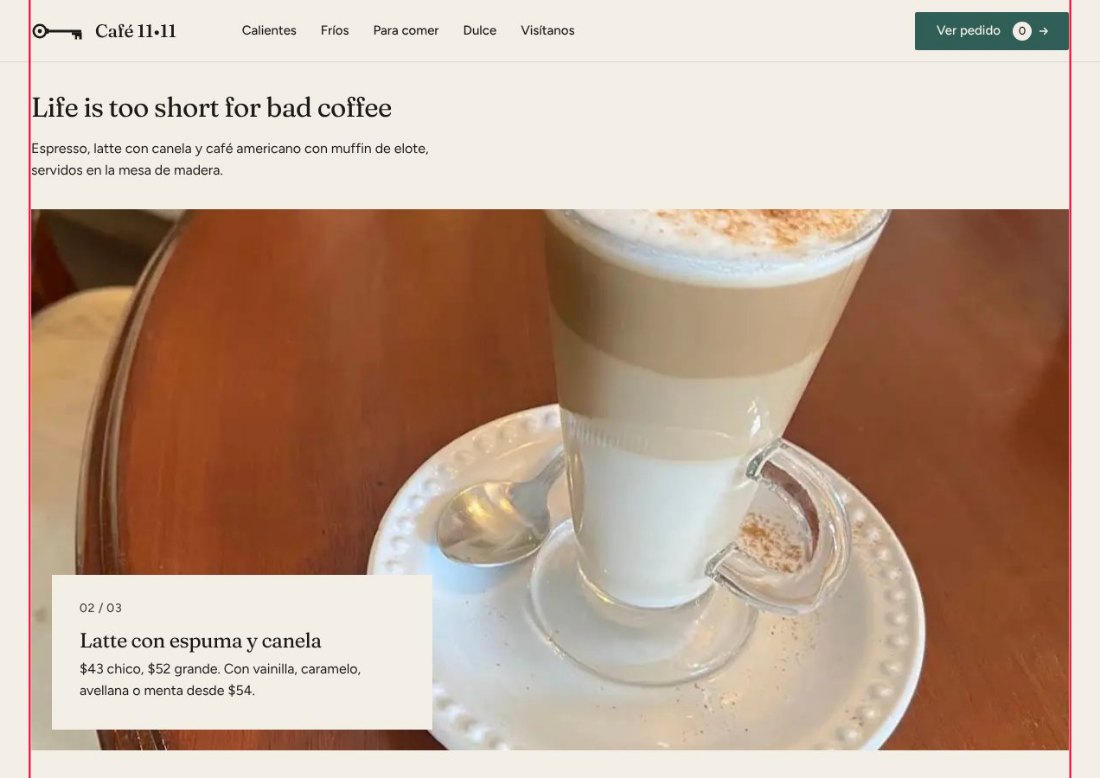 Café 11•11
Calientes
Fríos
Para comer
Dulce
Visítanos
Ver pedido 0 →
Life is too short for bad coffee
Espresso, latte con canela y café americano con muffin de elote,
servidos en la mesa de madera.
02 / 03
Latte con espuma y canela
$43 chico, $52 grande. Con vainilla, caramelo,
avellana o menta desde $54.